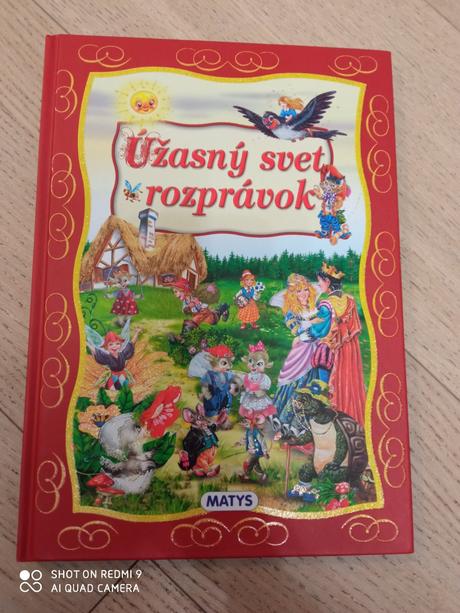 Úžasný svet
rozprávok
MATYS
SHOT ON REDMI 9
AI QUAD CAMERA